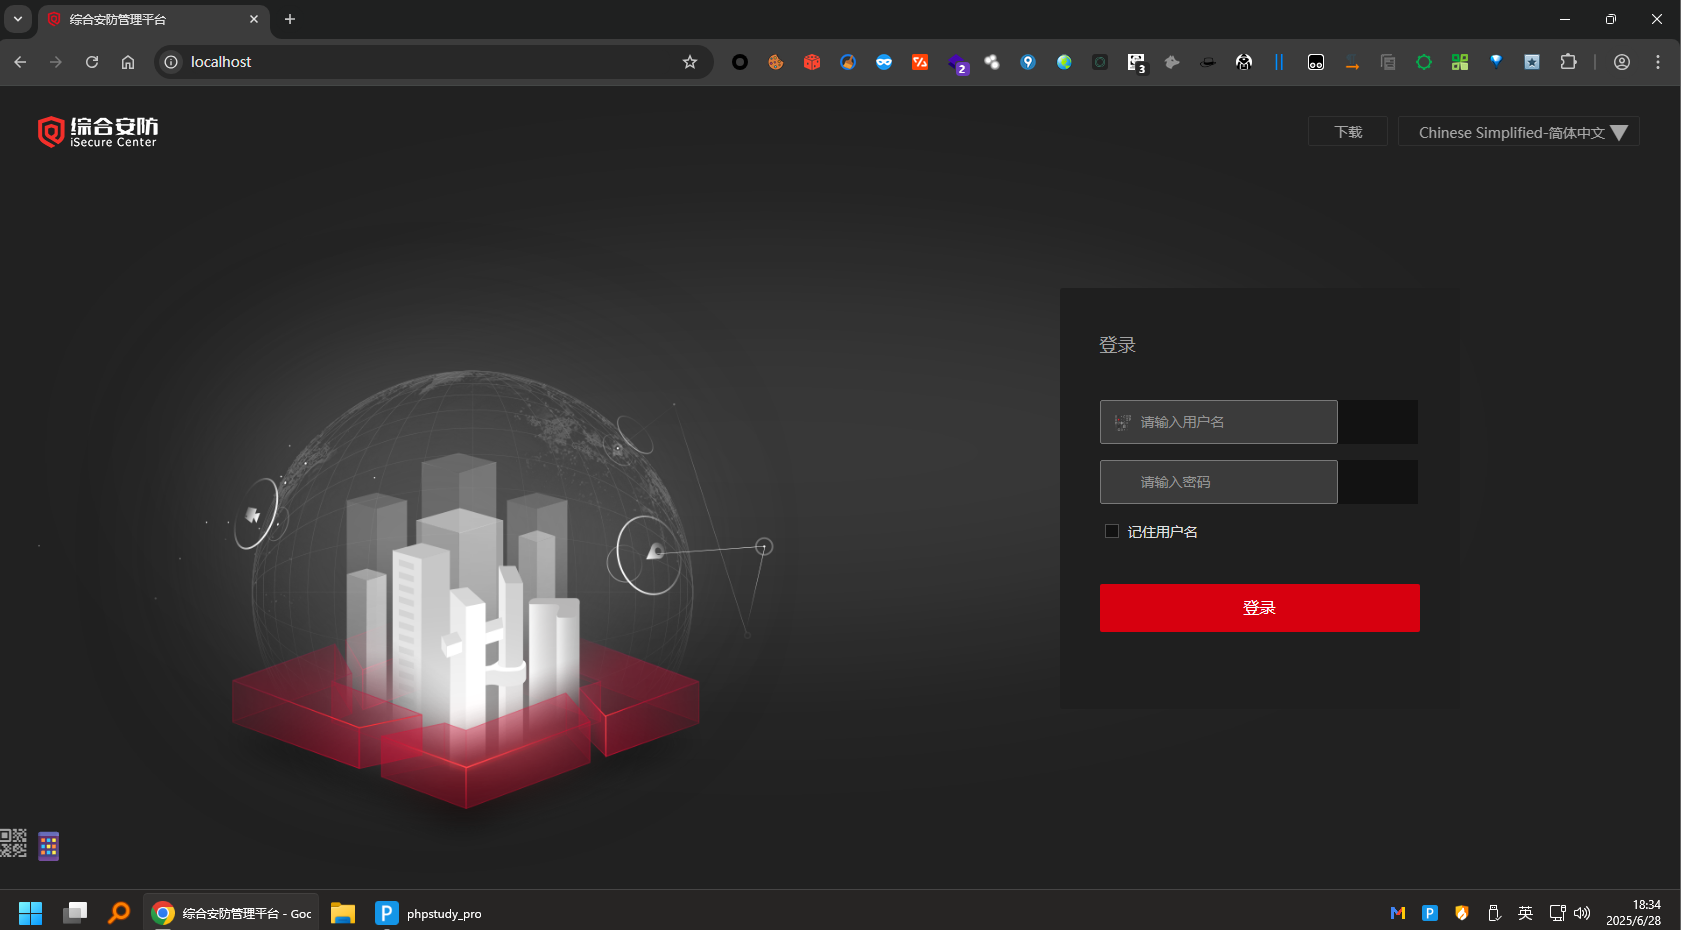 综合安防管理平台
localhost
2
3
综合安防
iSecure Center
下载
Chinese Simplified-简体中文
登录
请输入用户名
请输入密码
记住用户名
登录
综合安防管理平台 - Goo
P phpstudy_pro
P
英
18:34
2025/6/28